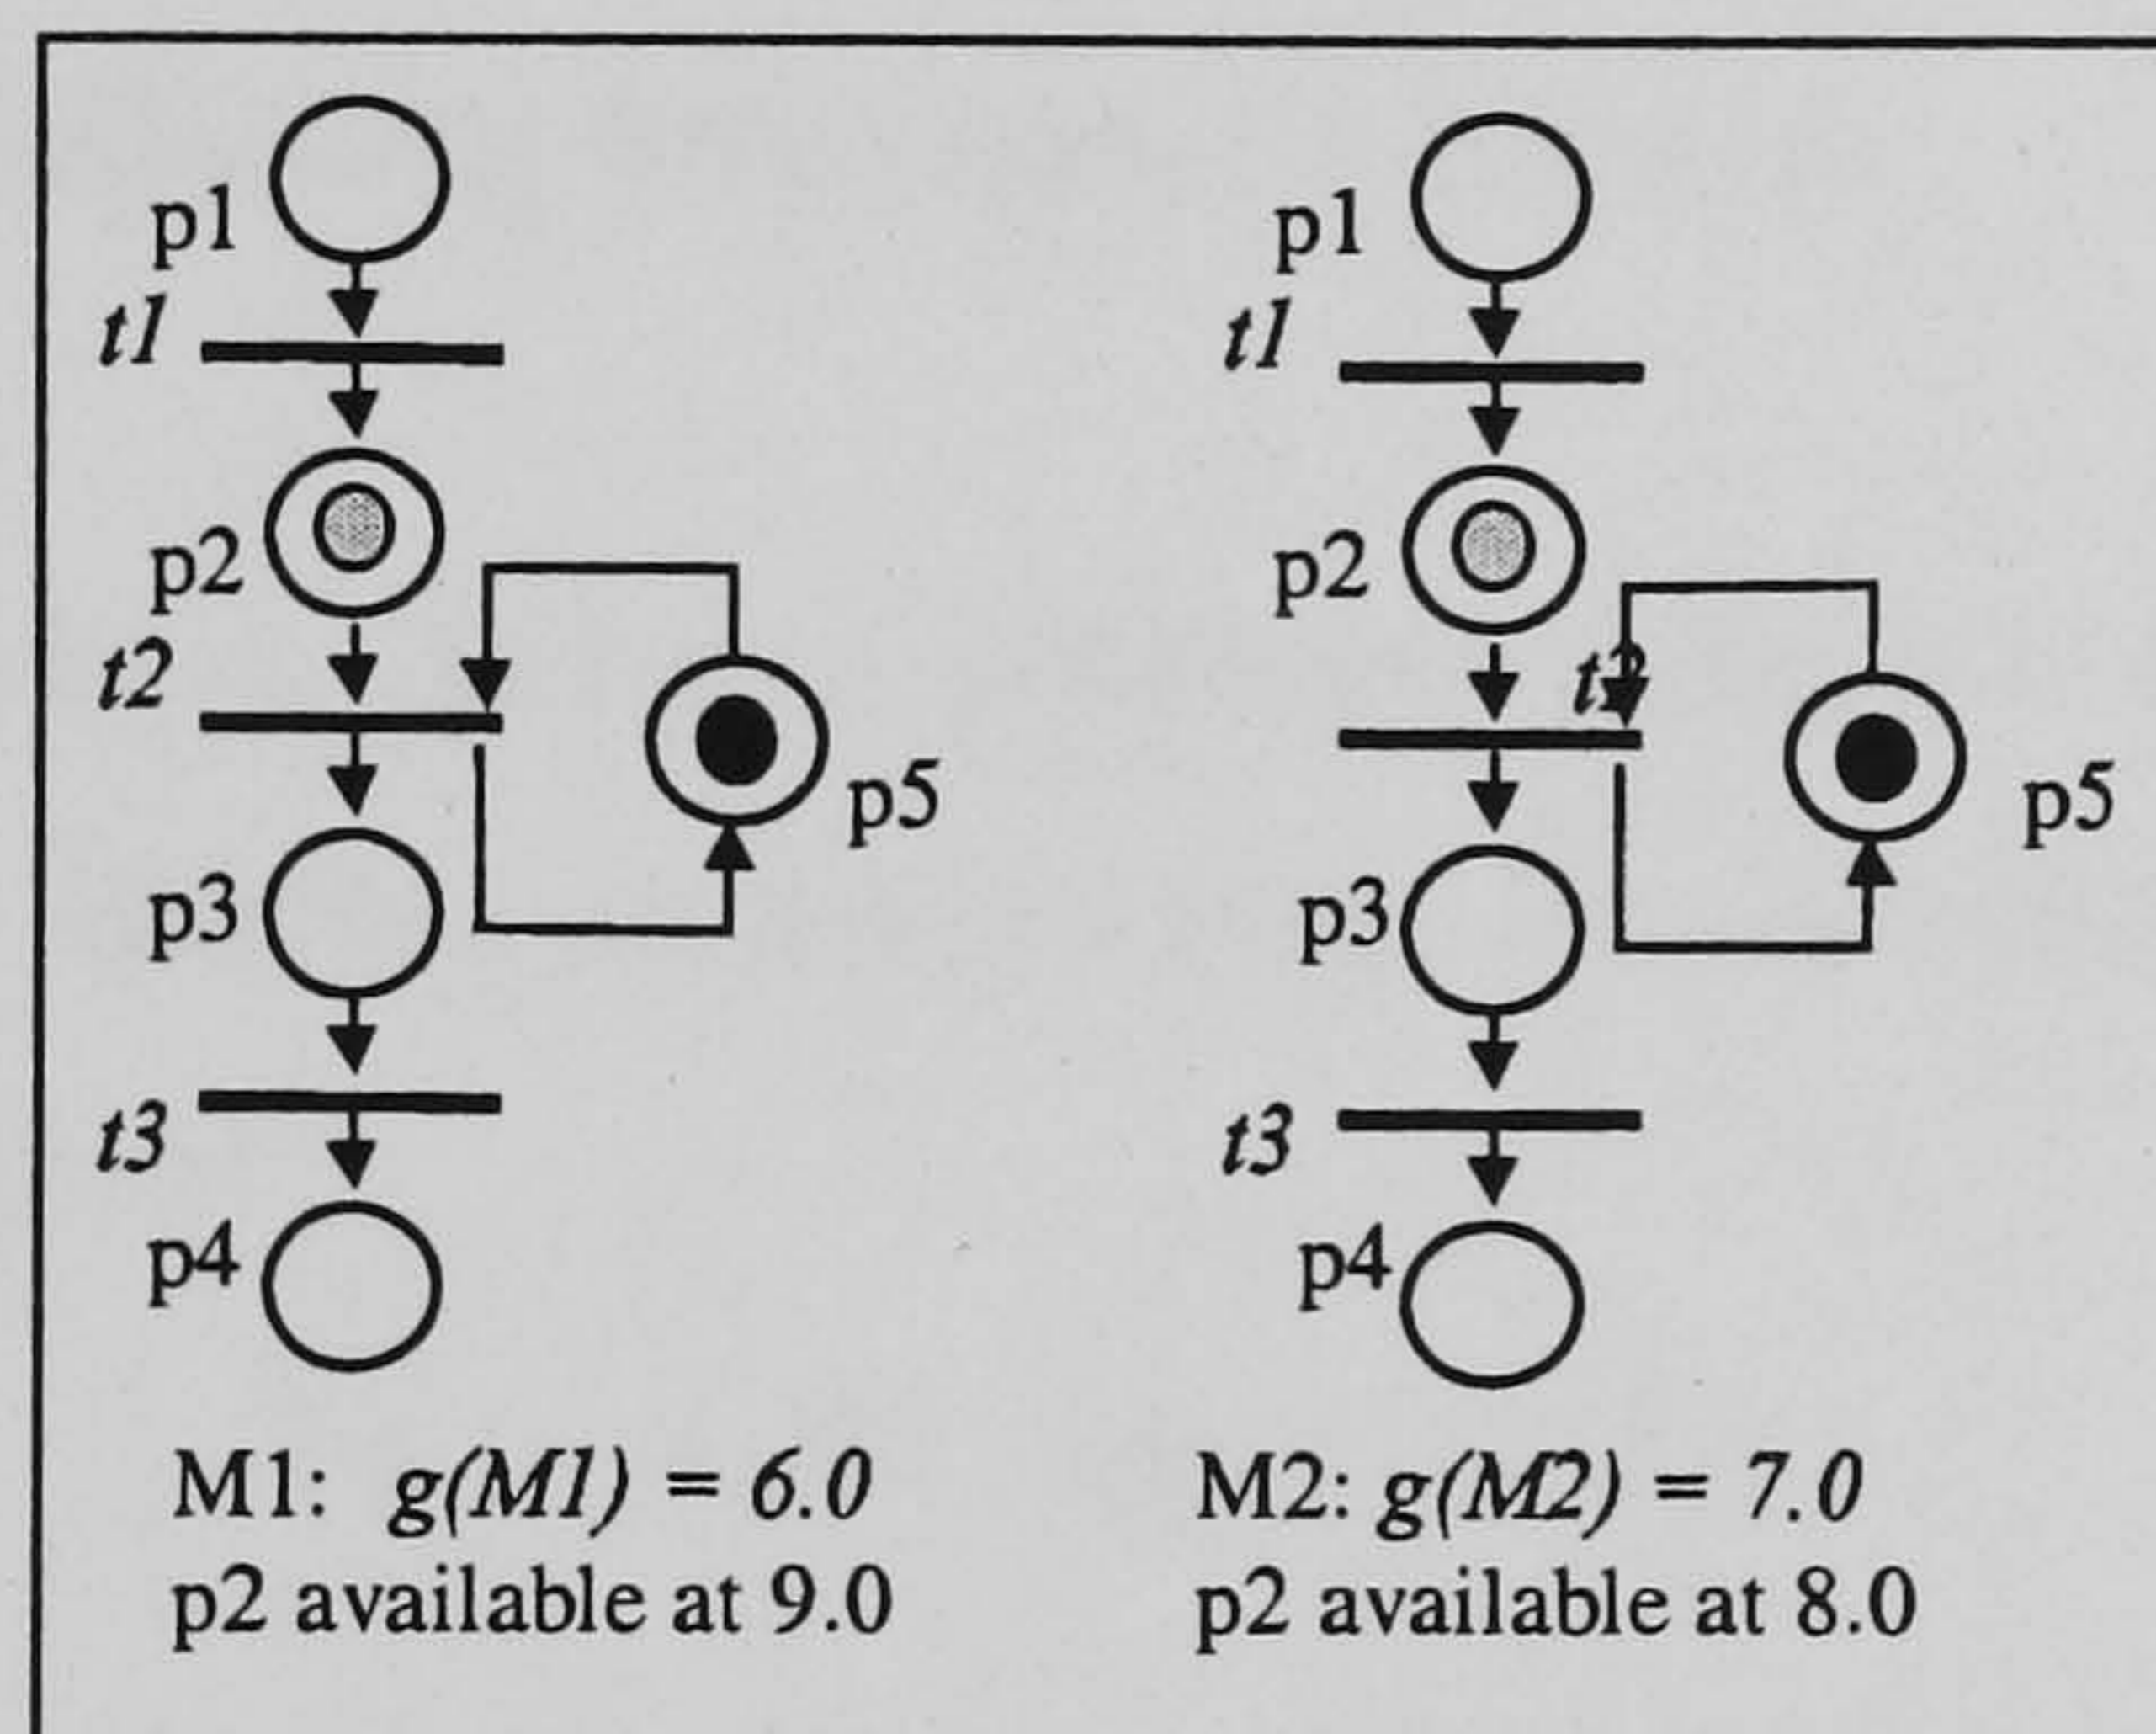 p1
t1
p2
t2
p5
p3
t3
p4
M1: g(M1) = 6.0
p2 available at 9.0
p1
t1
p2
t2
p5
p3
t3
p4
M2: g(M2) = 7.0
p2 available at 8.0